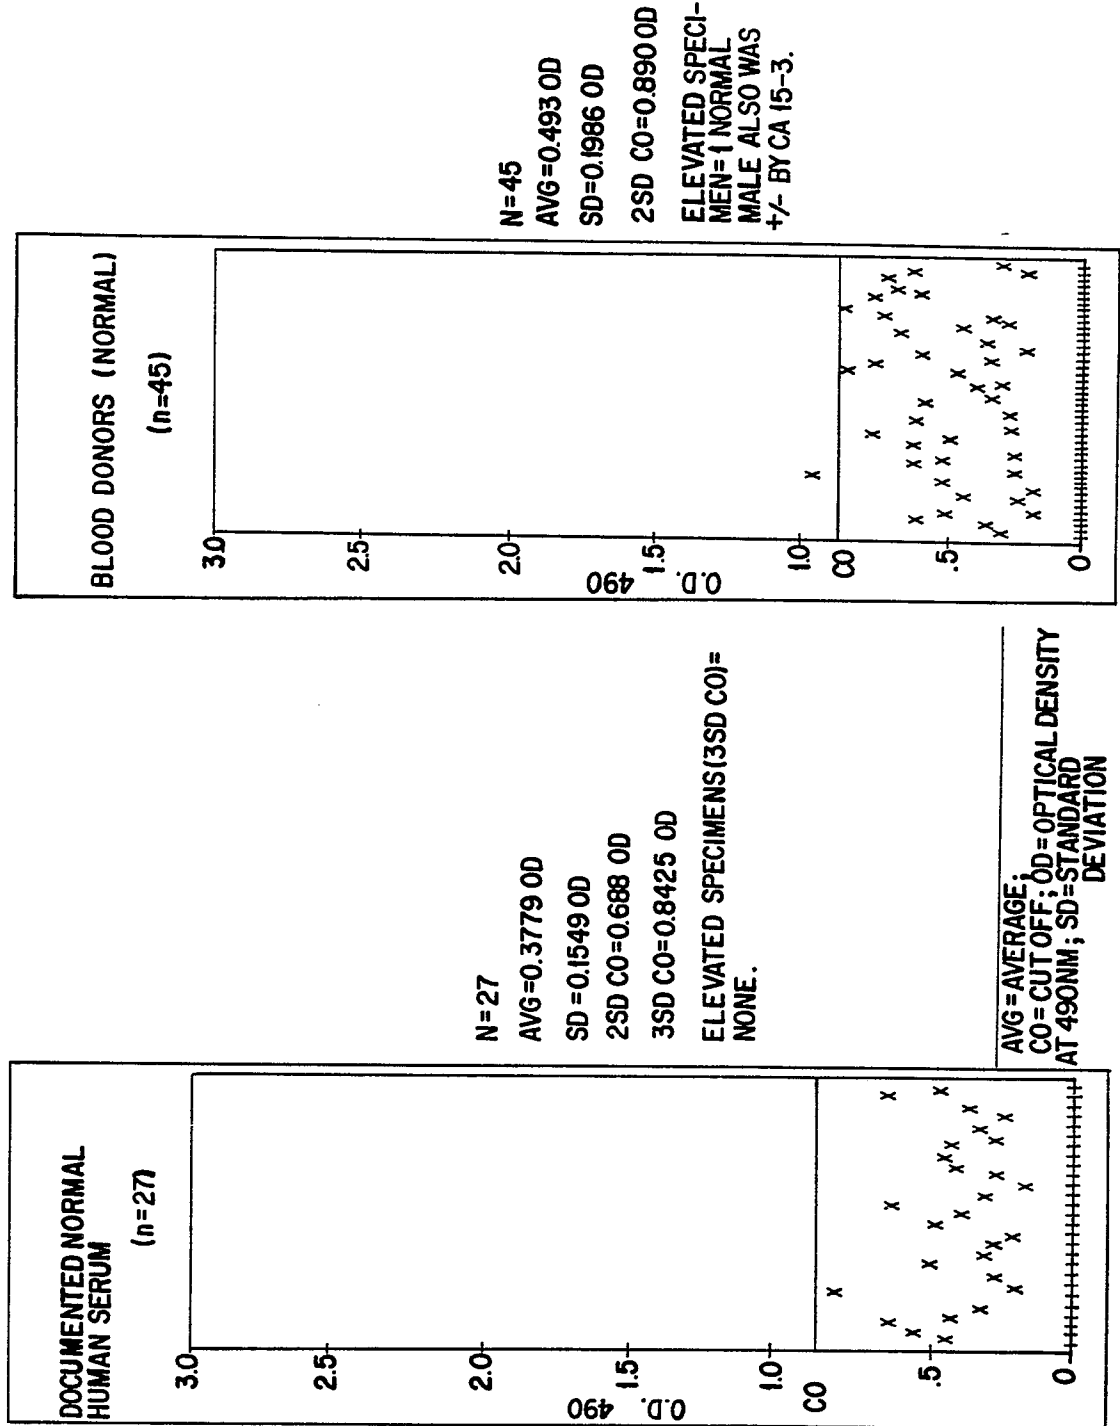 DOCUMENTED NORMAL
HUMAN SERUM
(n=27)
3.0
2.5
2.0
1.5
1.0
CO
.5
0
O.D. 490
N=27
AVG=0.3779 OD
SD=0.1549 OD
2SD CO=0.688 OD
3SD CO=0.8425 OD
ELEVATED SPECIMENS(3SD CO)=
NONE.
AVG=AVERAGE;
CO=CUT OFF; OD=OPTICAL DENSITY
AT 490NM; SD=STANDARD
DEVIATION
BLOOD DONORS (NORMAL)
(n=45)
3.0
2.5
2.0
1.5
1.0
CO
.5
0
O.D. 490
N=45
AVG=0.493 OD
SD=0.1986 OD
2SD CO=0.890 OD
ELEVATED SPECI-
MEN=1 NORMAL
MALE ALSO WAS
+/- BY CA 15-3.